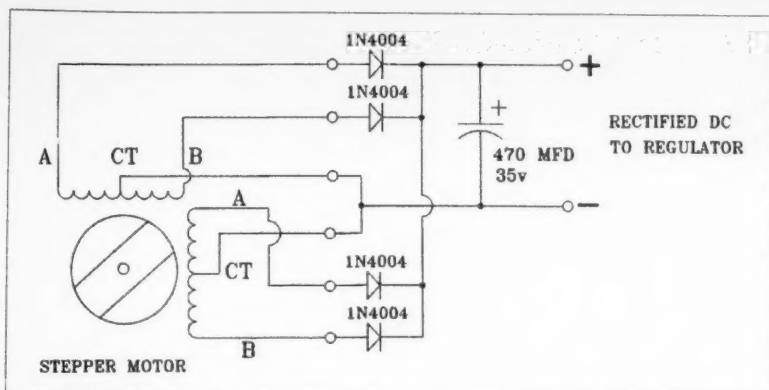 1N4004
+
1N4004
+
RECTIFIED DC
TO REGULATOR
A
CT
B
470 MFD
35v
−
A
CT
1N4004
1N4004
B
STEPPER MOTOR